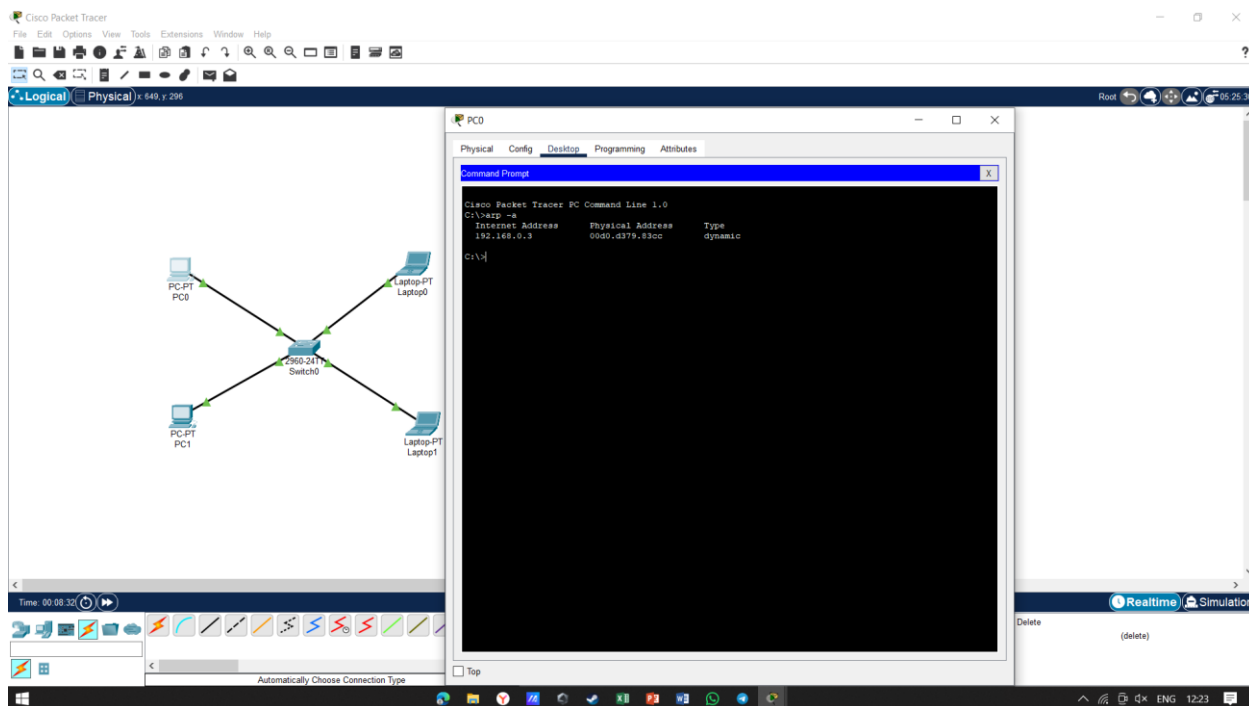 Cisco Packet Tracer
File Edit Options View Tools Extensions Window Help
?
Logical Physical x: 649, y: 296 Root 05:25:30
PC0
Physical Config Desktop Programming Attributes
Command Prompt X
Cisco Packet Tracer PC Command Line 1.0
C:\>arp -a
Internet Address Physical Address Type
192.168.0.3 00d0.d379.83cc dynamic
C:\>
PC-PT
PC0
Laptop-PT
Laptop0
2960-24TT
Switch0
PC-PT
PC1
Laptop-PT
Laptop1
Time: 00:08:32 Realtime Simulation
Delete
(delete)
Top
Automatically Choose Connection Type
ENG 12:23